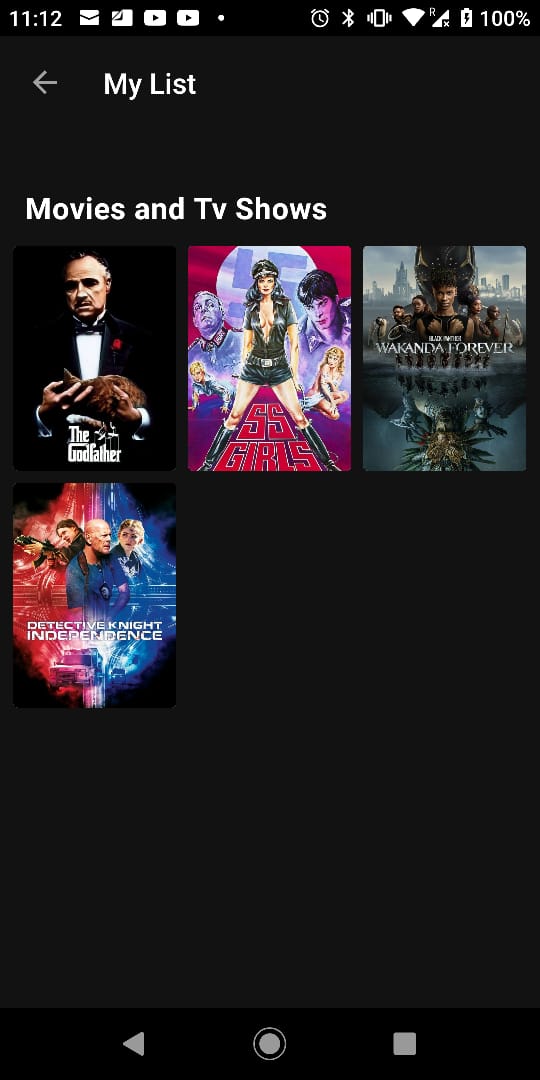 11:12
R
100%
My List
Movies and Tv Shows
The
Godfather
SS
GIRLS
BLACK PANTHER
WAKANDA FOREVER
DETECTIVE KNIGHT
INDEPENDENCE